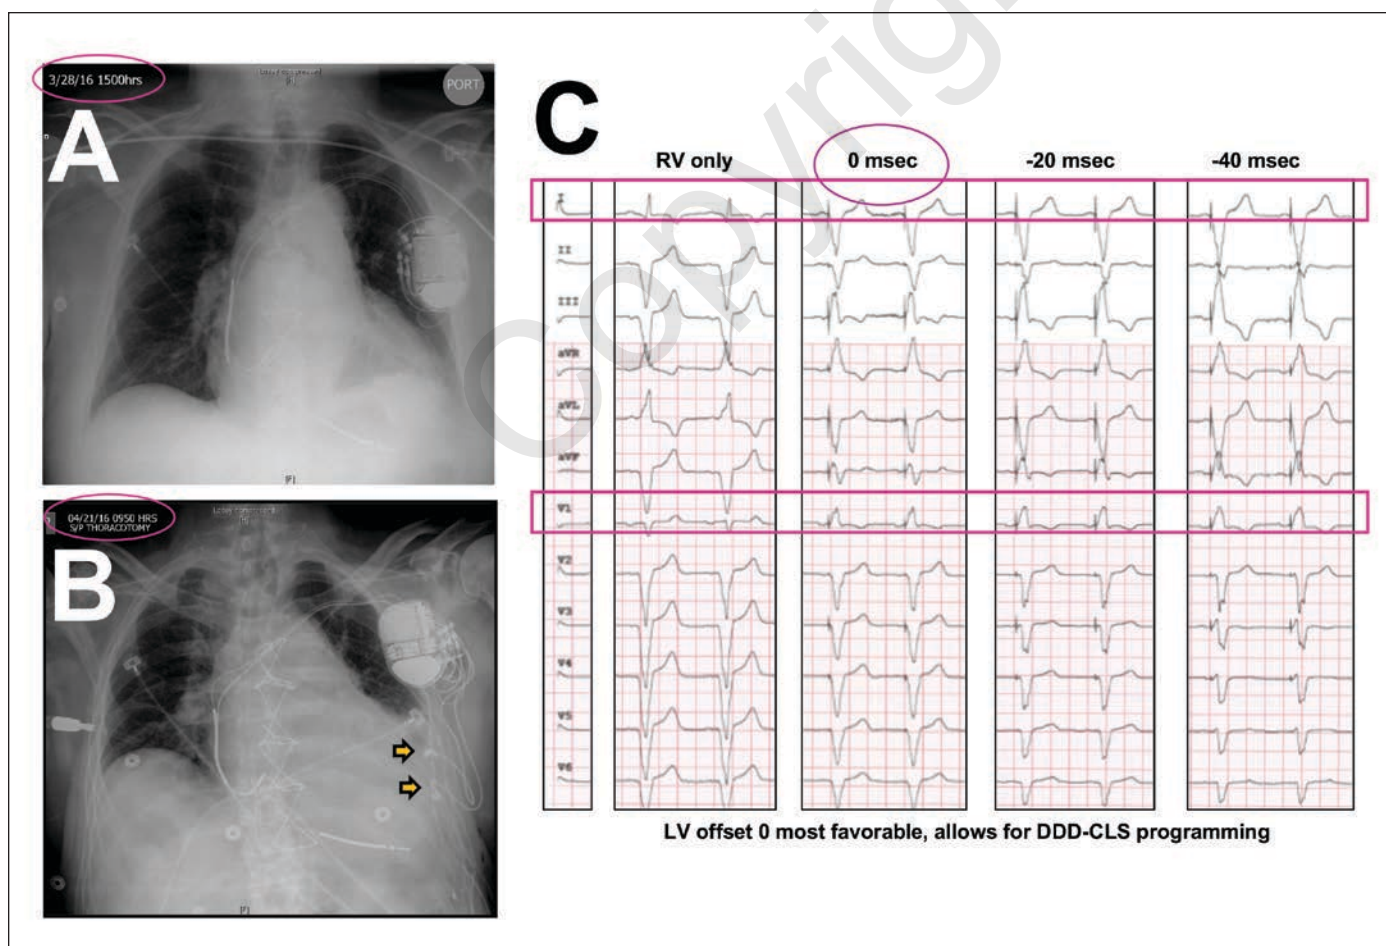 3/28/16 1500hrs
PORT
A
04/21/16 0950 HRS
S/P THORACOTOMY
B
C
RV only
0 msec
-20 msec
-40 msec
I
II
III
aVR
aVL
aVF
V1
V2
V3
V4
V5
V6
LV offset 0 most favorable, allows for DDD-CLS programming
Copyrig